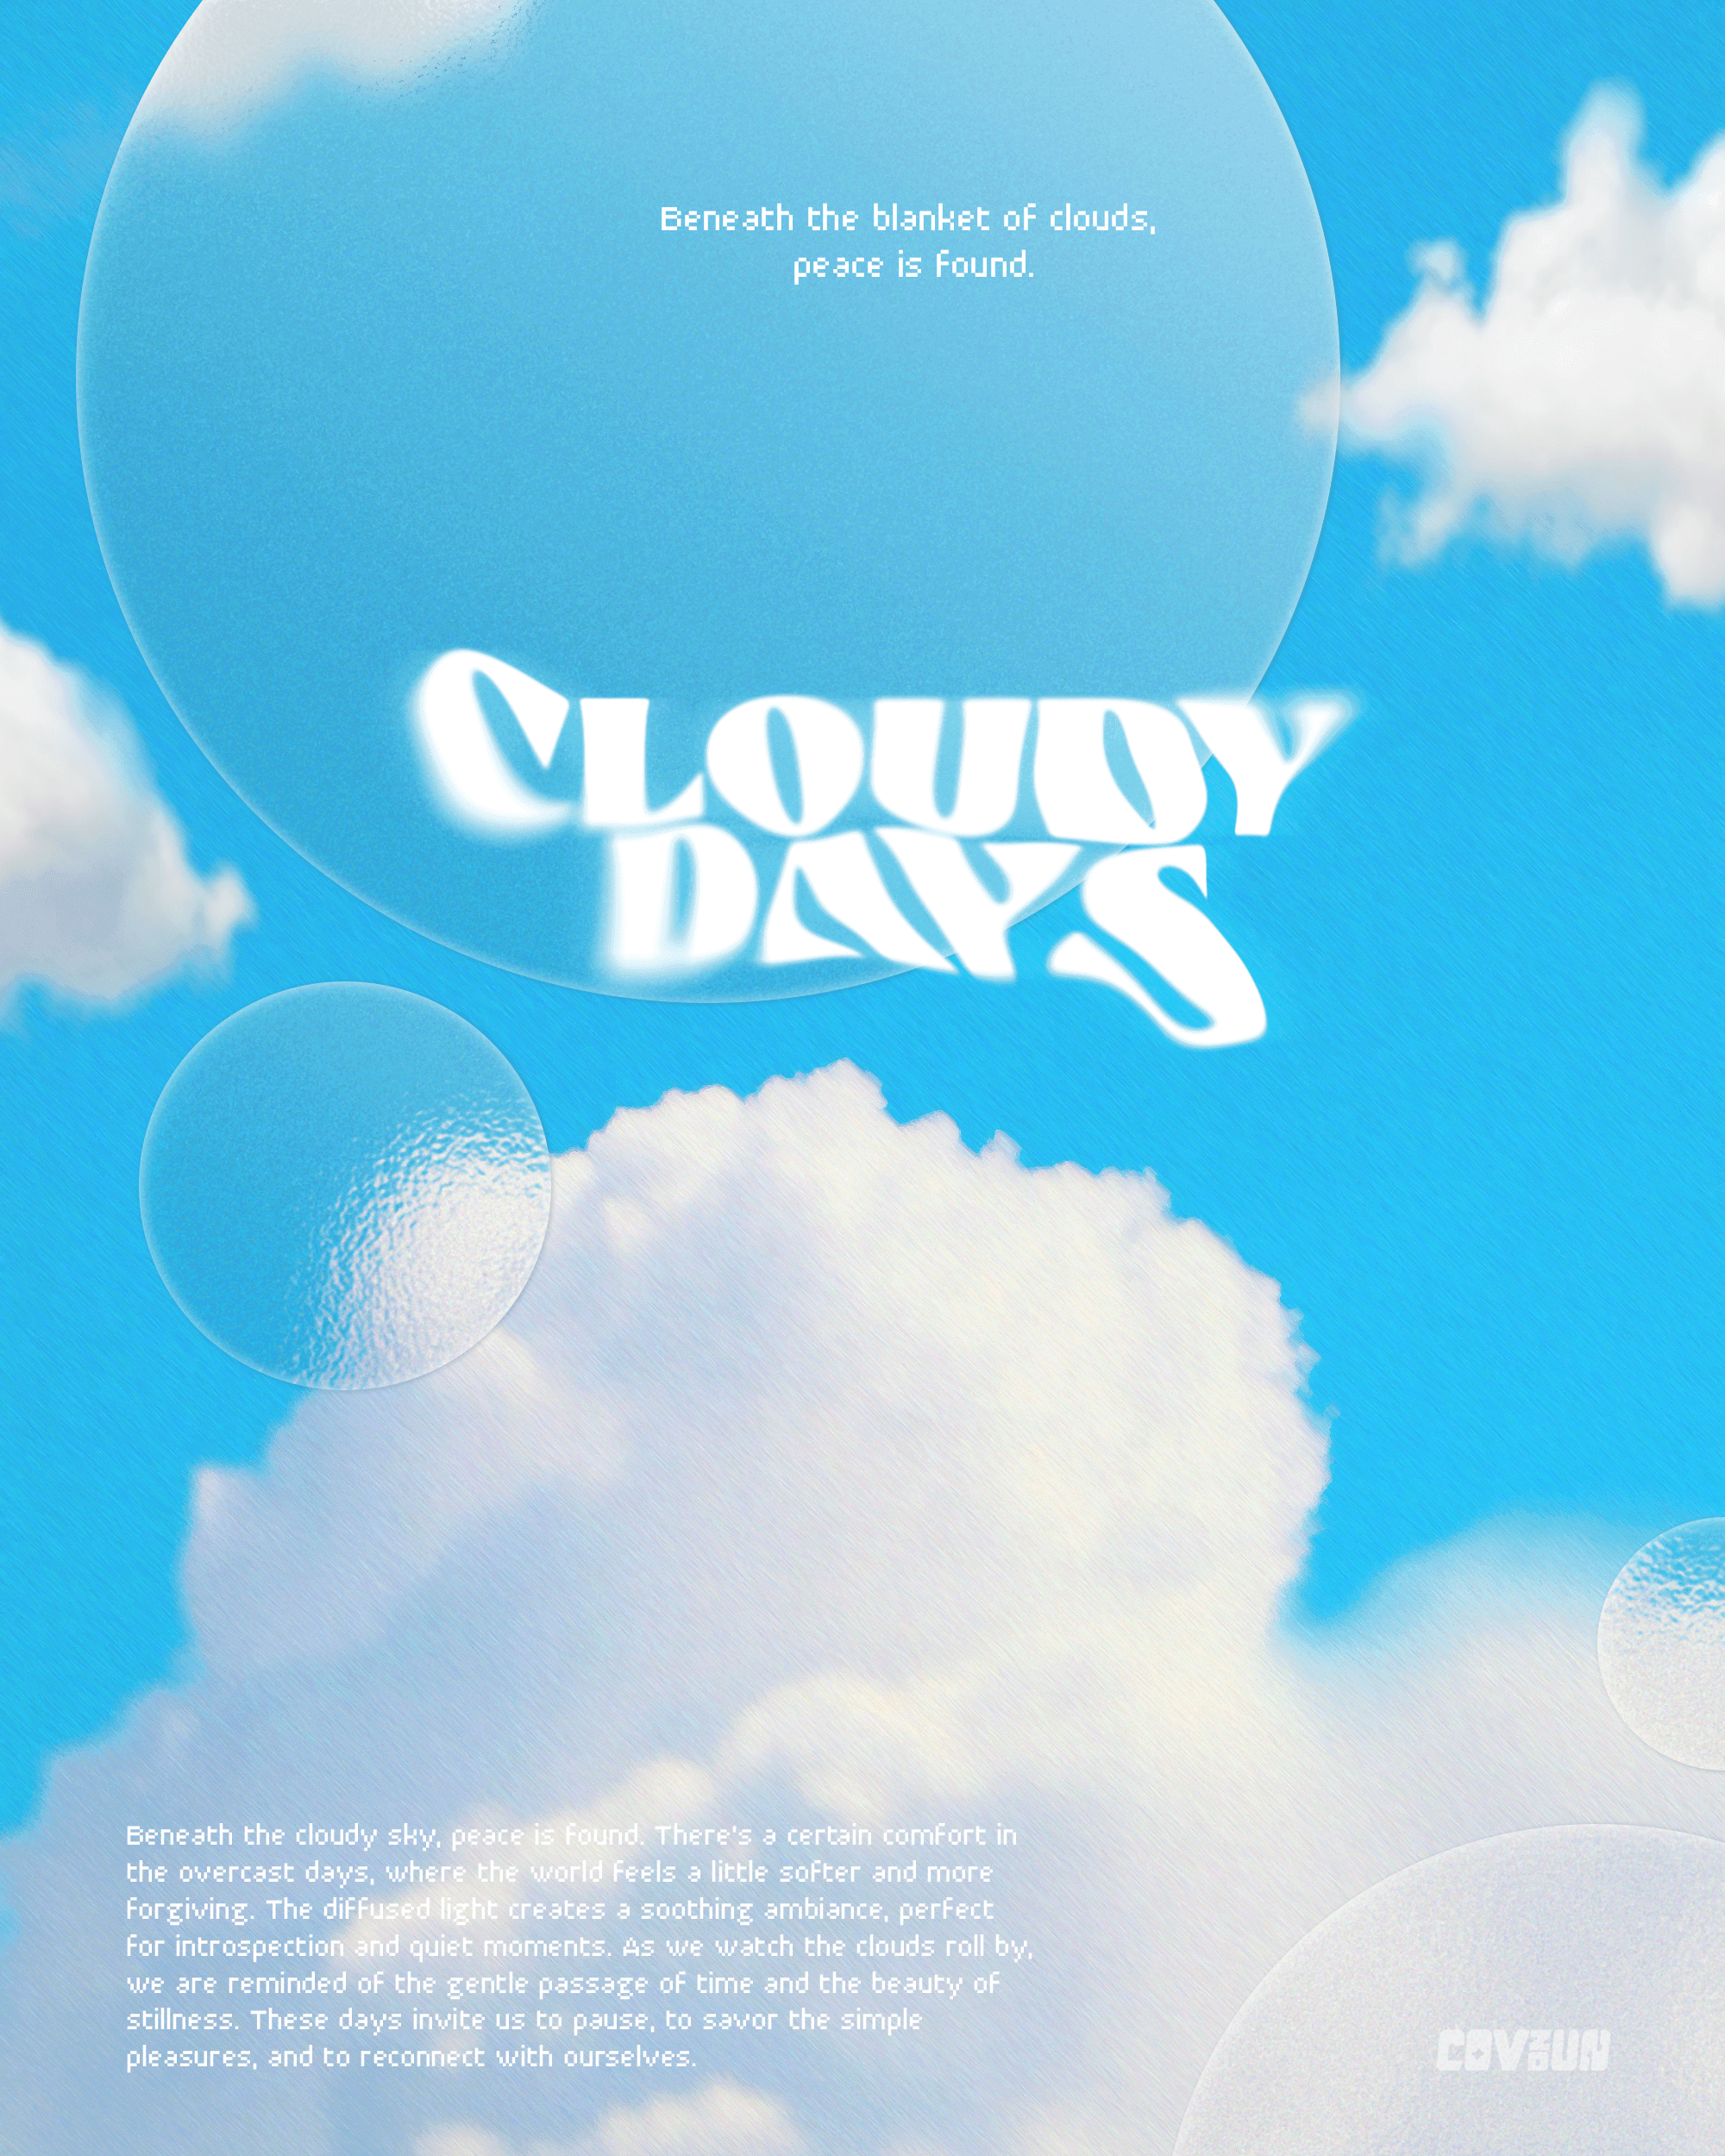 Beneath the blanket of clouds,
peace is found.
CLOUDY
DAYS
Beneath the cloudy sky, peace is found. There's a certain comfort in
the overcast days, where the world feels a little softer and more
forgiving. The diffused light creates a soothing ambiance, perfect
for introspection and quiet moments. As we watch the clouds roll by,
we are reminded of the gentle passage of time and the beauty of
stillness. These days invite us to pause, to savor the simple
pleasures, and to reconnect with ourselves.